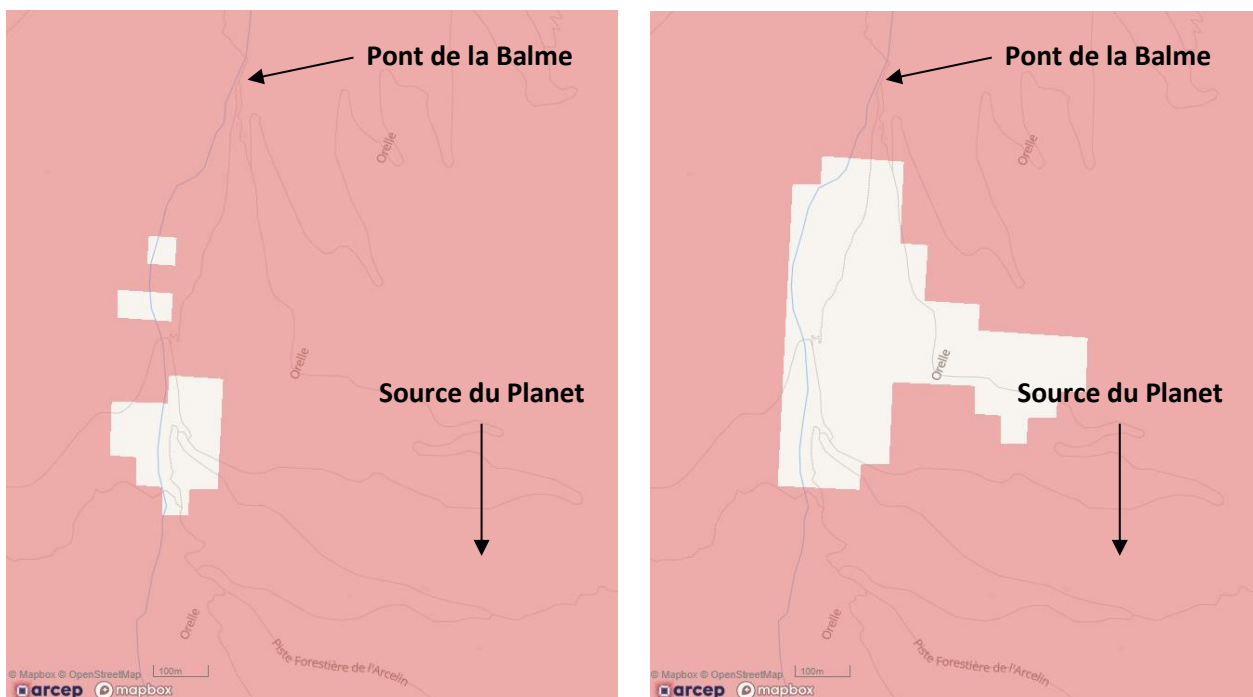 Pont de la Balme
Orelle
Orelle
Source du Planet
Orelle
Piste Forestière de l'Arcelin
100m
© Mapbox © OpenStreetMap
arcep mapbox
Pont de la Balme
Orelle
Orelle
Source du Planet
Orelle
Piste Forestière de l'Arcelin
100m
© Mapbox © OpenStreetMap
arcep mapbox